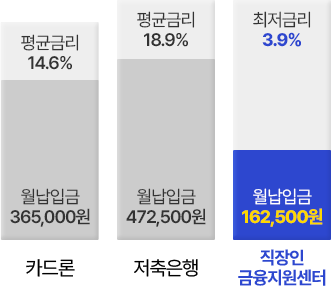 평균금리
14.6%
월납입금
365,000원
카드론
평균금리
18.9%
월납입금
472,500원
저축은행
최저금리
3.9%
월납입금
162,500원
직장인
금융지원센터